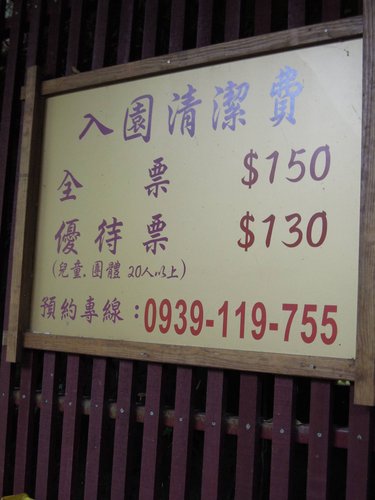 入園清潔費
全票 $150
優待票 $130
(兒童.團體 20人以上)
預約專線:0939-119-755